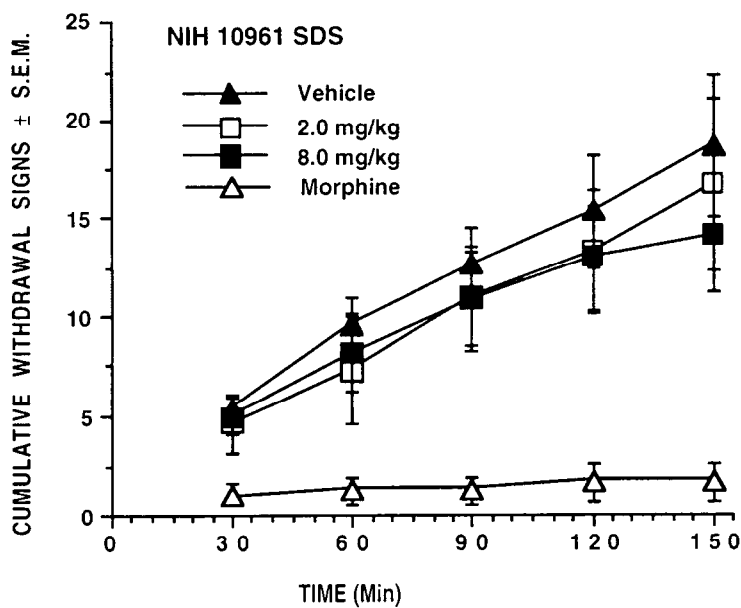 CUMULATIVE WITHDRAWAL SIGNS ± S.E.M.
NIH 10961 SDS
Vehicle
2.0 mg/kg
8.0 mg/kg
Morphine
25
20
15
10
5
0
0 30 60 90 120 150
TIME (Min)